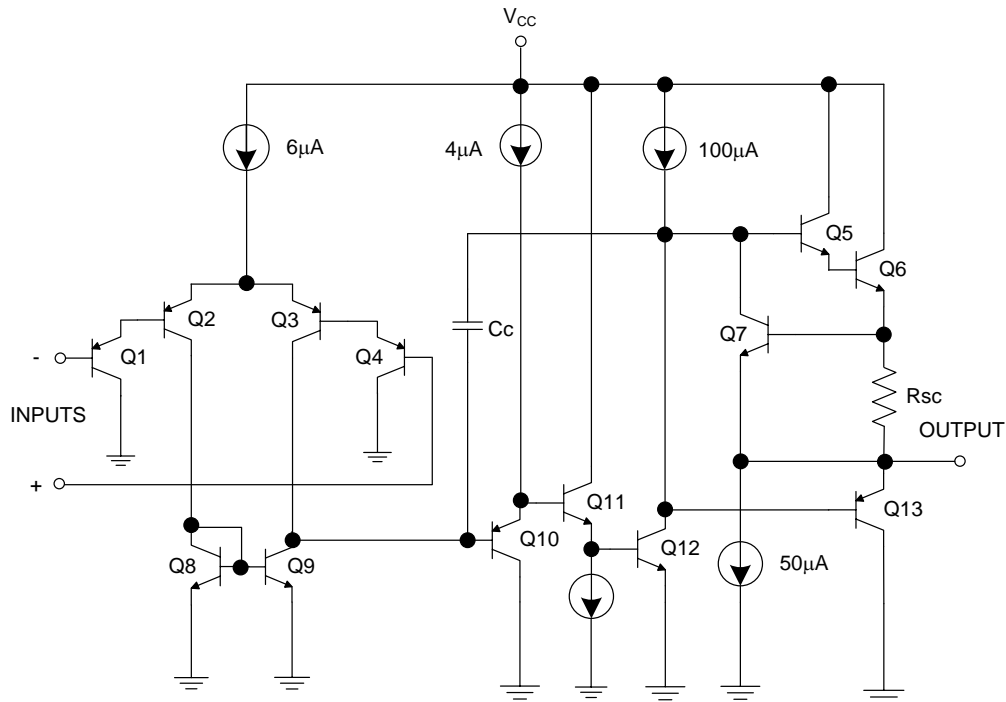 VCC
6μA
4μA
100μA
Q5
Q6
Q2
Q3
Cc
Q7
-
Q1
Q4
Rsc
INPUTS
OUTPUT
+
Q11
Q13
Q8
Q9
Q10
Q12
50μA